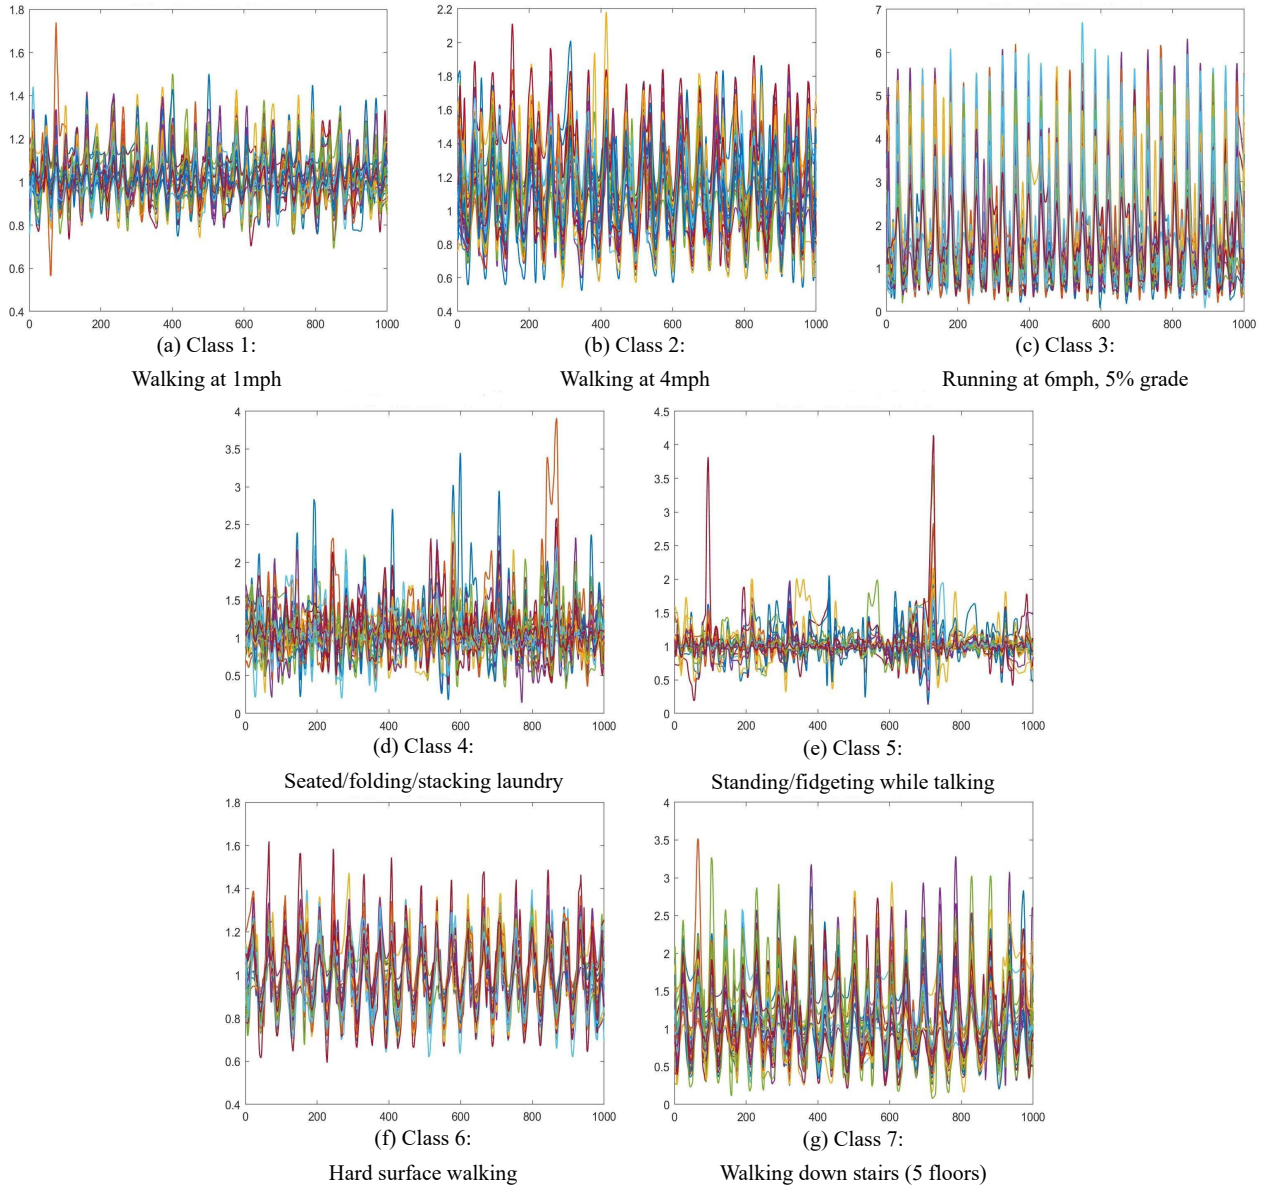 1.8
1.6
1.4
1.2
1
0.8
0.6
0.4
0 200 400 600 800 1000
(a) Class 1:
Walking at 1mph
2.2
2
1.8
1.6
1.4
1.2
1
0.8
0.6
0.4
0 200 400 600 800 1000
(b) Class 2:
Walking at 4mph
7
6
5
4
3
2
1
0
0 200 400 600 800 1000
(c) Class 3:
Running at 6mph, 5% grade
4
3.5
3
2.5
2
1.5
1
0.5
0
0 200 400 600 800 1000
(d) Class 4:
Seated/folding/stacking laundry
4.5
4
3.5
3
2.5
2
1.5
1
0.5
0
0 200 400 600 800 1000
(e) Class 5:
Standing/fidgeting while talking
1.8
1.6
1.4
1.2
1
0.8
0.6
0.4
0 200 400 600 800 1000
(f) Class 6:
Hard surface walking
4
3.5
3
2.5
2
1.5
1
0.5
0
0 200 400 600 800 1000
(g) Class 7:
Walking down stairs (5 floors)